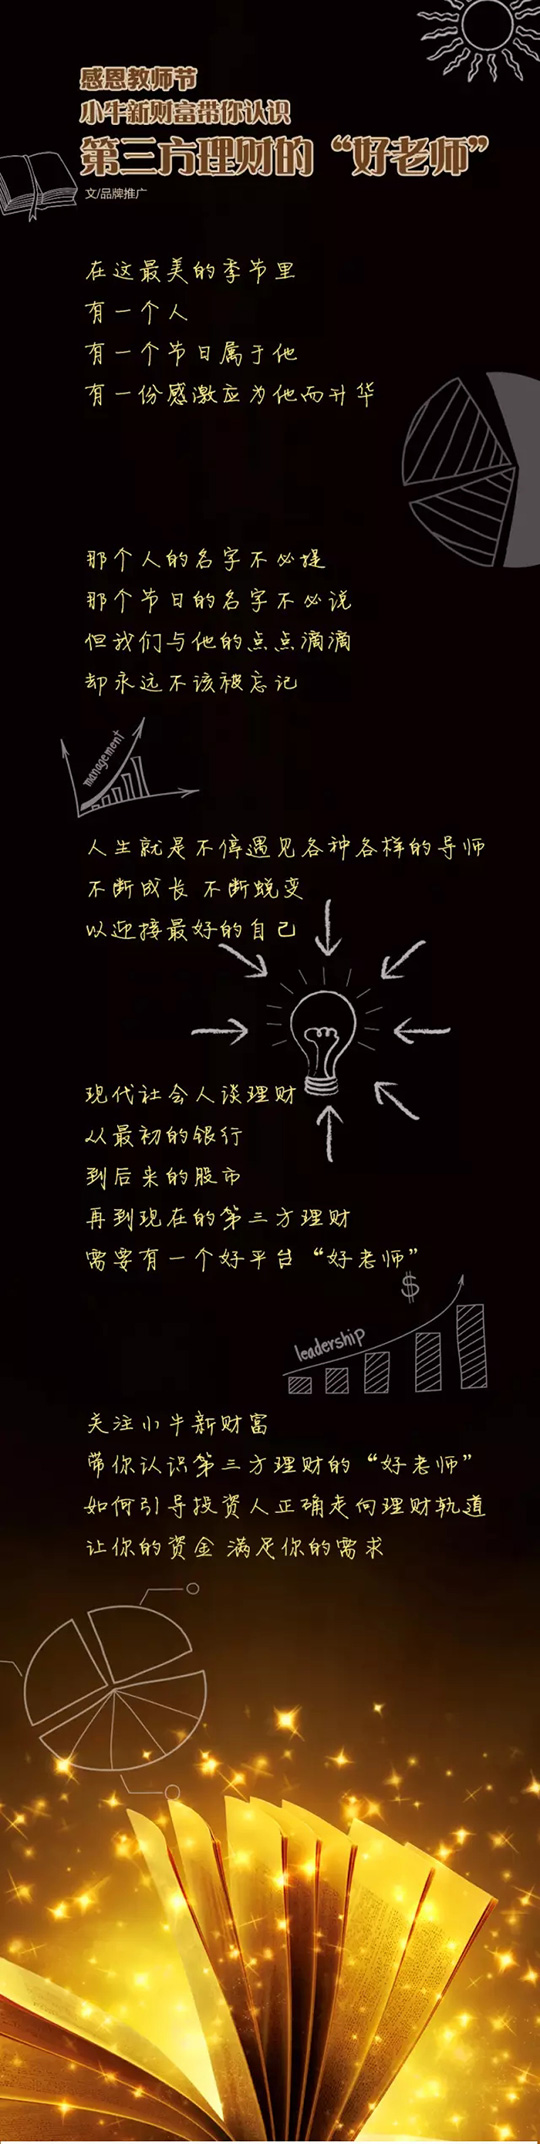 感恩教师节
小牛新财富带你认识
第三方理财的“好老师”
文/品牌推广
在这最美的季节里
有一个人
有一个节日属于他
有一份感激应为他而升华
那个人的名字不必提
那个节日的名字不必说
但我们与他的点点滴滴
却永远不该被忘记
management
人生就是不停遇见各种各样的导师
不断成长 不断蜕变
以迎接最好的自己
现代社会人谈理财
从最初的银行
到后来的股市
再到现在的第三方理财
需要有一个好平台“好老师”
$
leadership
关注小牛新财富
带你认识第三方理财的“好老师”
如何引导投资人正确走向理财轨道
让你的资金 满足你的需求